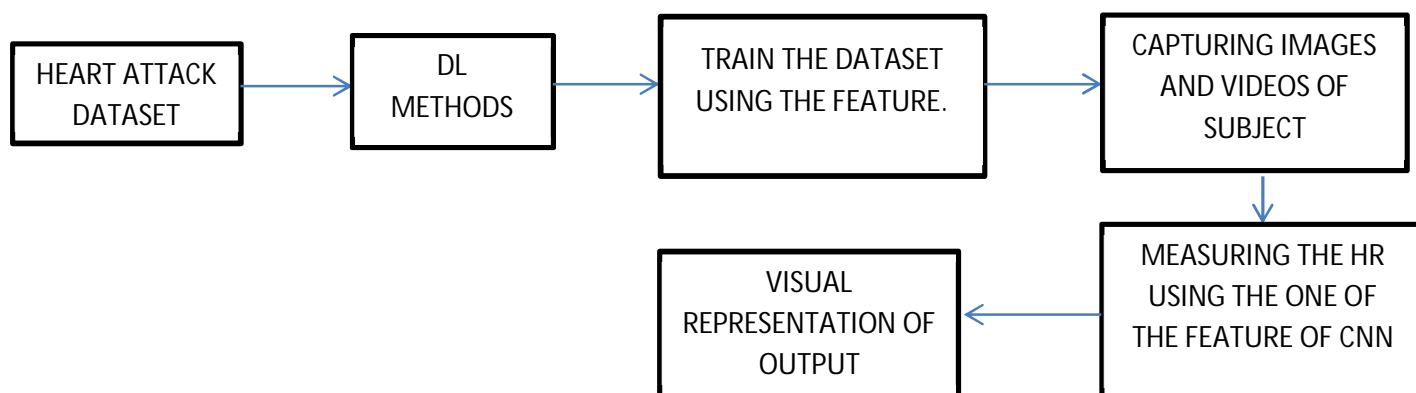 HEART ATTACK
DATASET
DL
METHODS
TRAIN THE DATASET
USING THE FEATURE.
CAPTURING IMAGES
AND VIDEOS OF
SUBJECT
MEASURING THE HR
USING THE ONE OF
THE FEATURE OF CNN
VISUAL
REPRESENTATION OF
OUTPUT